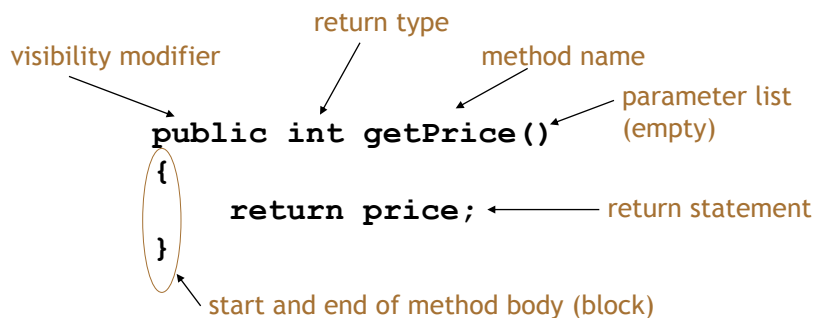 return type
visibility modifier
method name
parameter list
(empty)
public int getPrice()
{
return price;
return statement
}
start and end of method body (block)